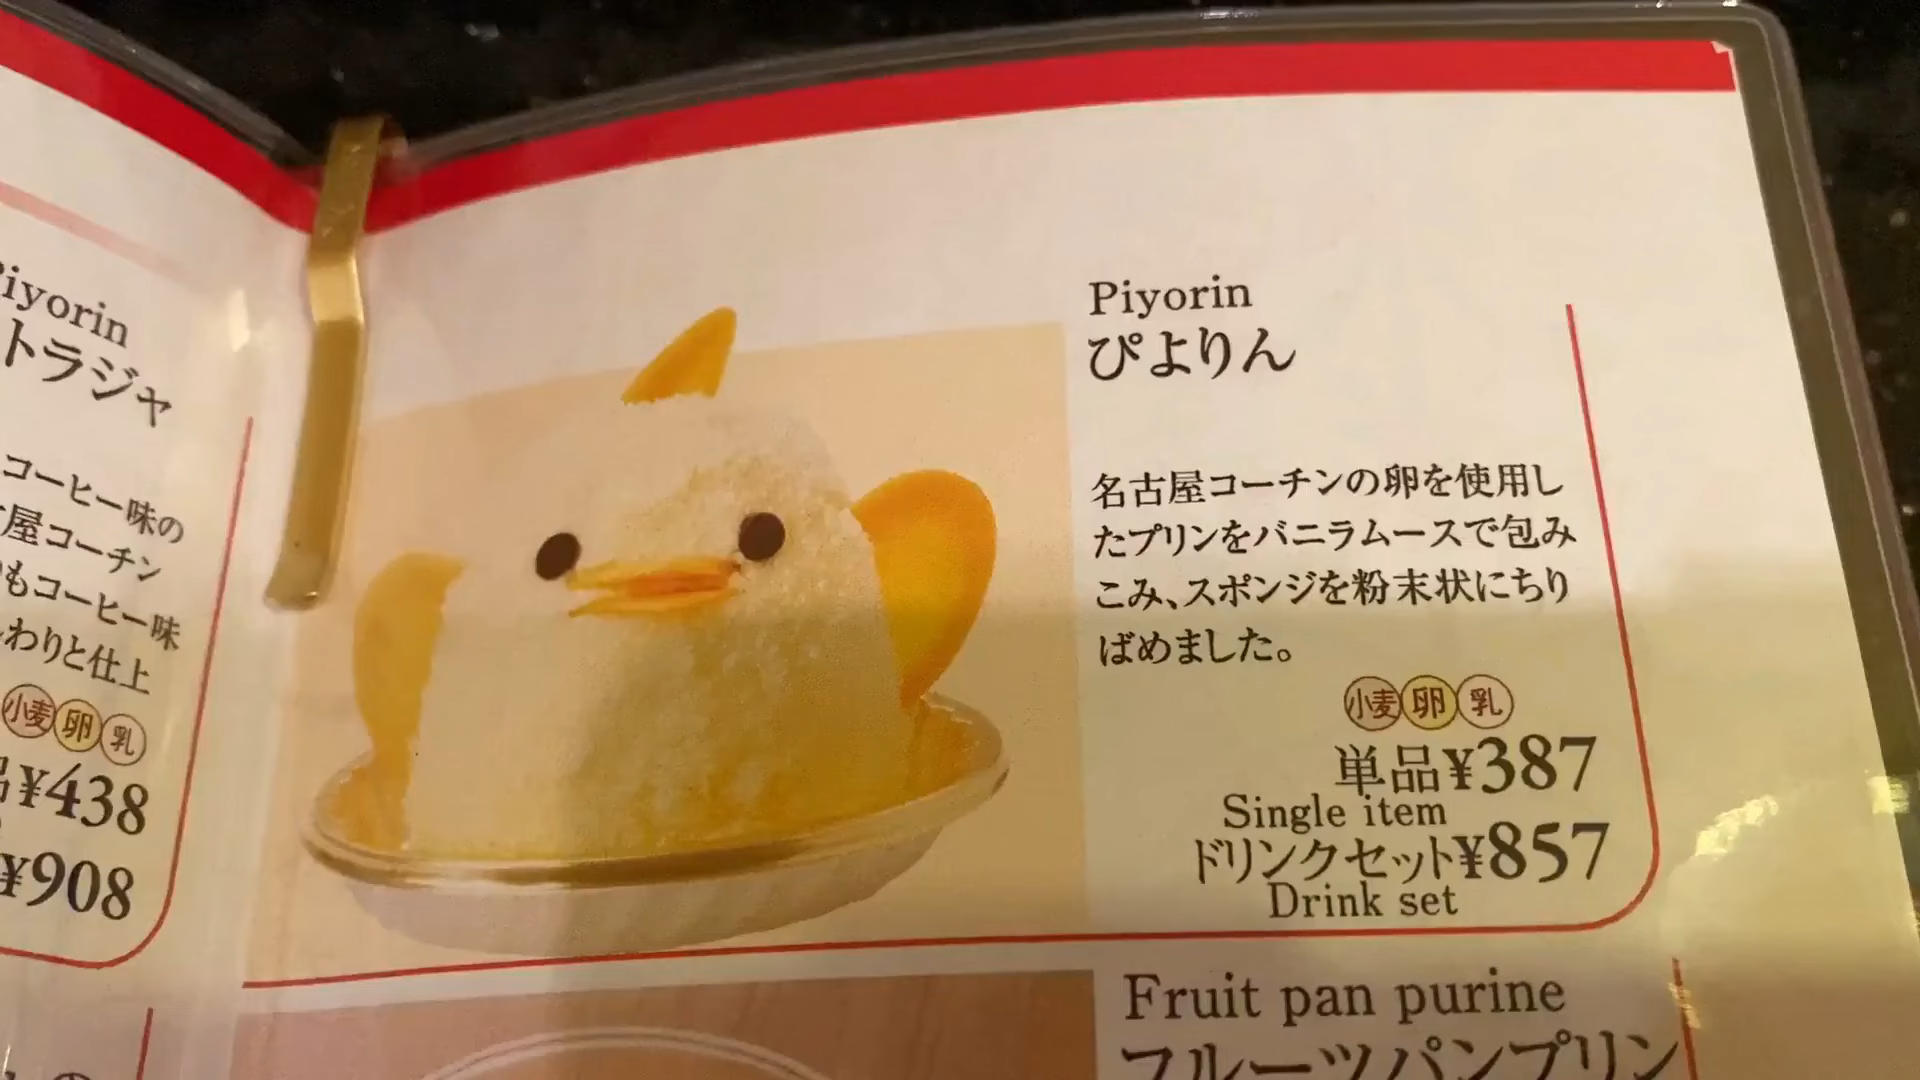 iyorin
トラジャ
コーヒー味の
屋コーチン
もコーヒー味
わりと仕上
小麦 卵 乳
品¥438
¥908
Piyorin
ぴよりん
名古屋コーチンの卵を使用し
たプリンをバニラムースで包み
こみ、スポンジを粉末状にちり
ばめました。
小麦 卵 乳
単品¥387
Single item
ドリンクセット¥857
Drink set
Fruit pan purine
フルーツパンプリン